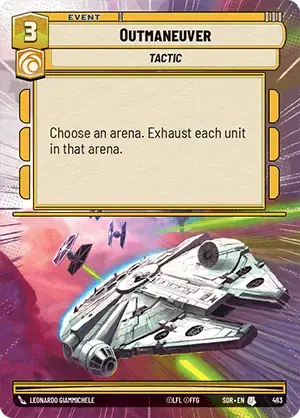 EVENT
3
OUTMANEUVER
TACTIC
Choose an arena. Exhaust each unit
in that arena.
LEONARDO GIAMMICHELE ©LFL ©FFG SOR • EN 483